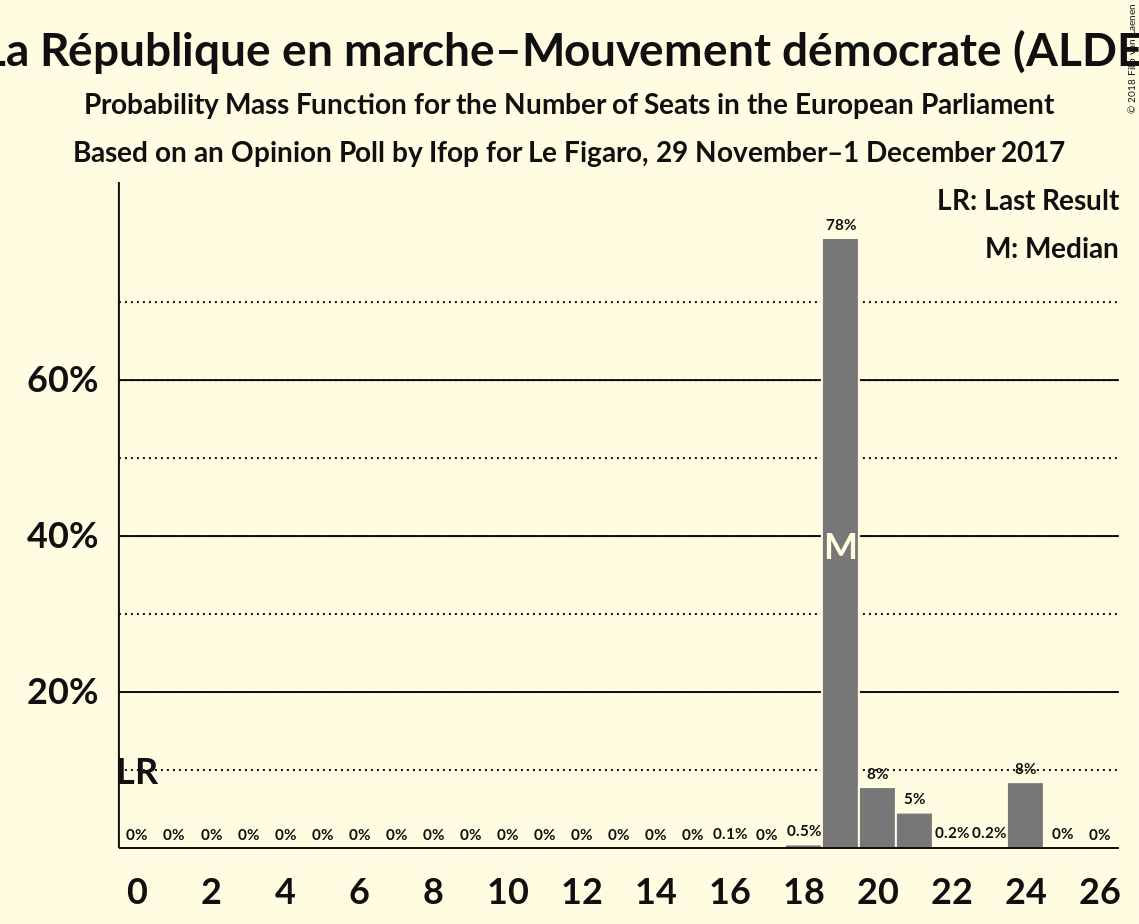 La République en marche–Mouvement démocrate (ALDE
Probability Mass Function for the Number of Seats in the European Parliament
Based on an Opinion Poll by Ifop for Le Figaro, 29 November–1 December 2017
© 2018 Filip van Laenen
LR: Last Result
M: Median
78%
60%
40%
M
20%
LR
0% 0% 0% 0% 0% 0% 0% 0% 0% 0% 0% 0% 0% 0% 0% 0% 0.1% 0% 0.5% 8% 5% 0.2% 0.2% 8% 0% 0%
0 2 4 6 8 10 12 14 16 18 20 22 24 26